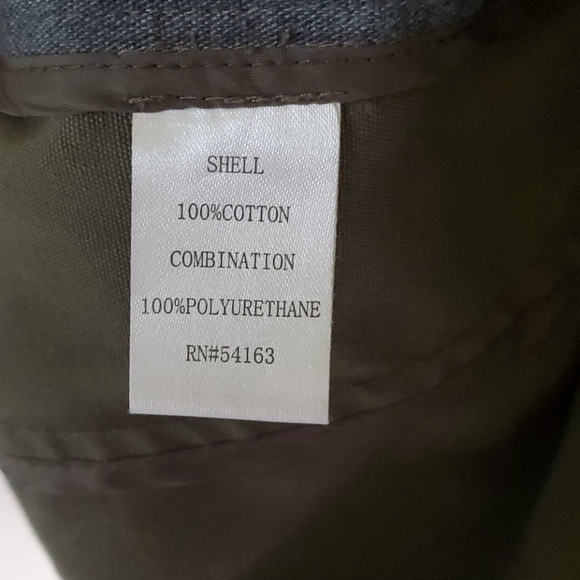 SHELL
100%COTTON
COMBINATION
100%POLYURETHANE
RN#54163